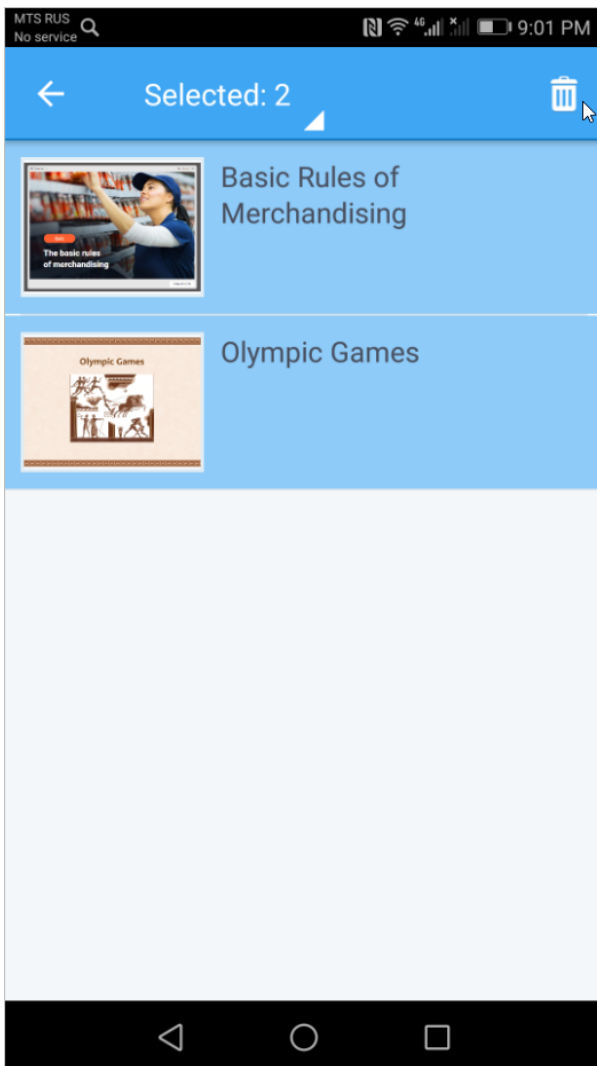 MTS RUS
No service
4G
9:01 PM
Selected: 2
Basic Rules of
Merchandising
The basic rules
of merchandising
Olympic Games
Olympic Games